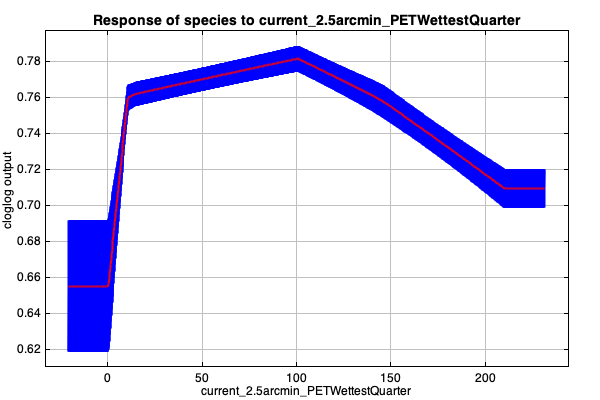 Response of species to current_2.5arcmin_PETWettestQuarter
0.78
0.76
0.74
0.72
0.70
0.68
0.66
0.64
0.62
cloglog output
0 50 100 150 200
current_2.5arcmin_PETWettestQuarter